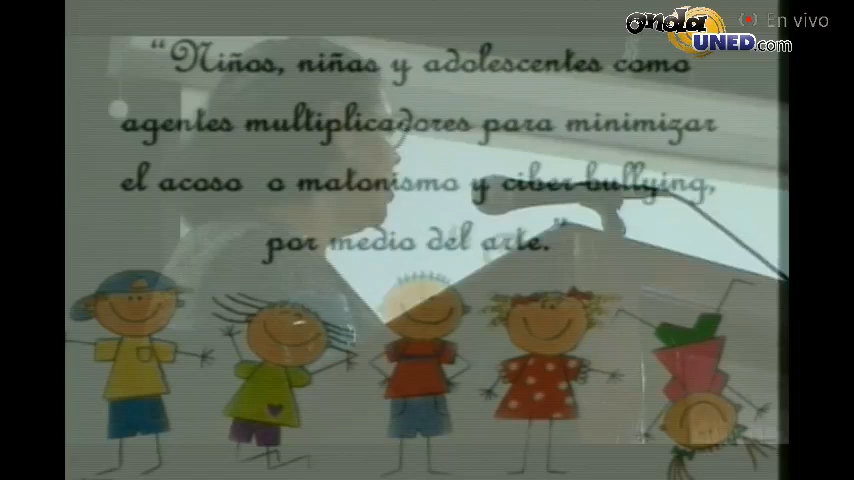 onda
UNED.com
En vivo
“Niños, niñas y adolescentes como
agentes multiplicadores para minimizar
el acoso o matonismo y ciber-bullying,
por medio del arte.”